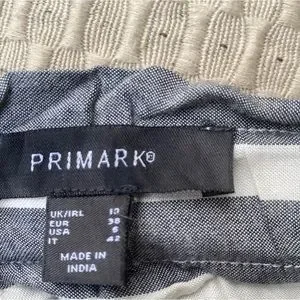 PRIMARK®
UK/IRL 10
EUR 38
USA 6
IT 42
MADE IN
INDIA